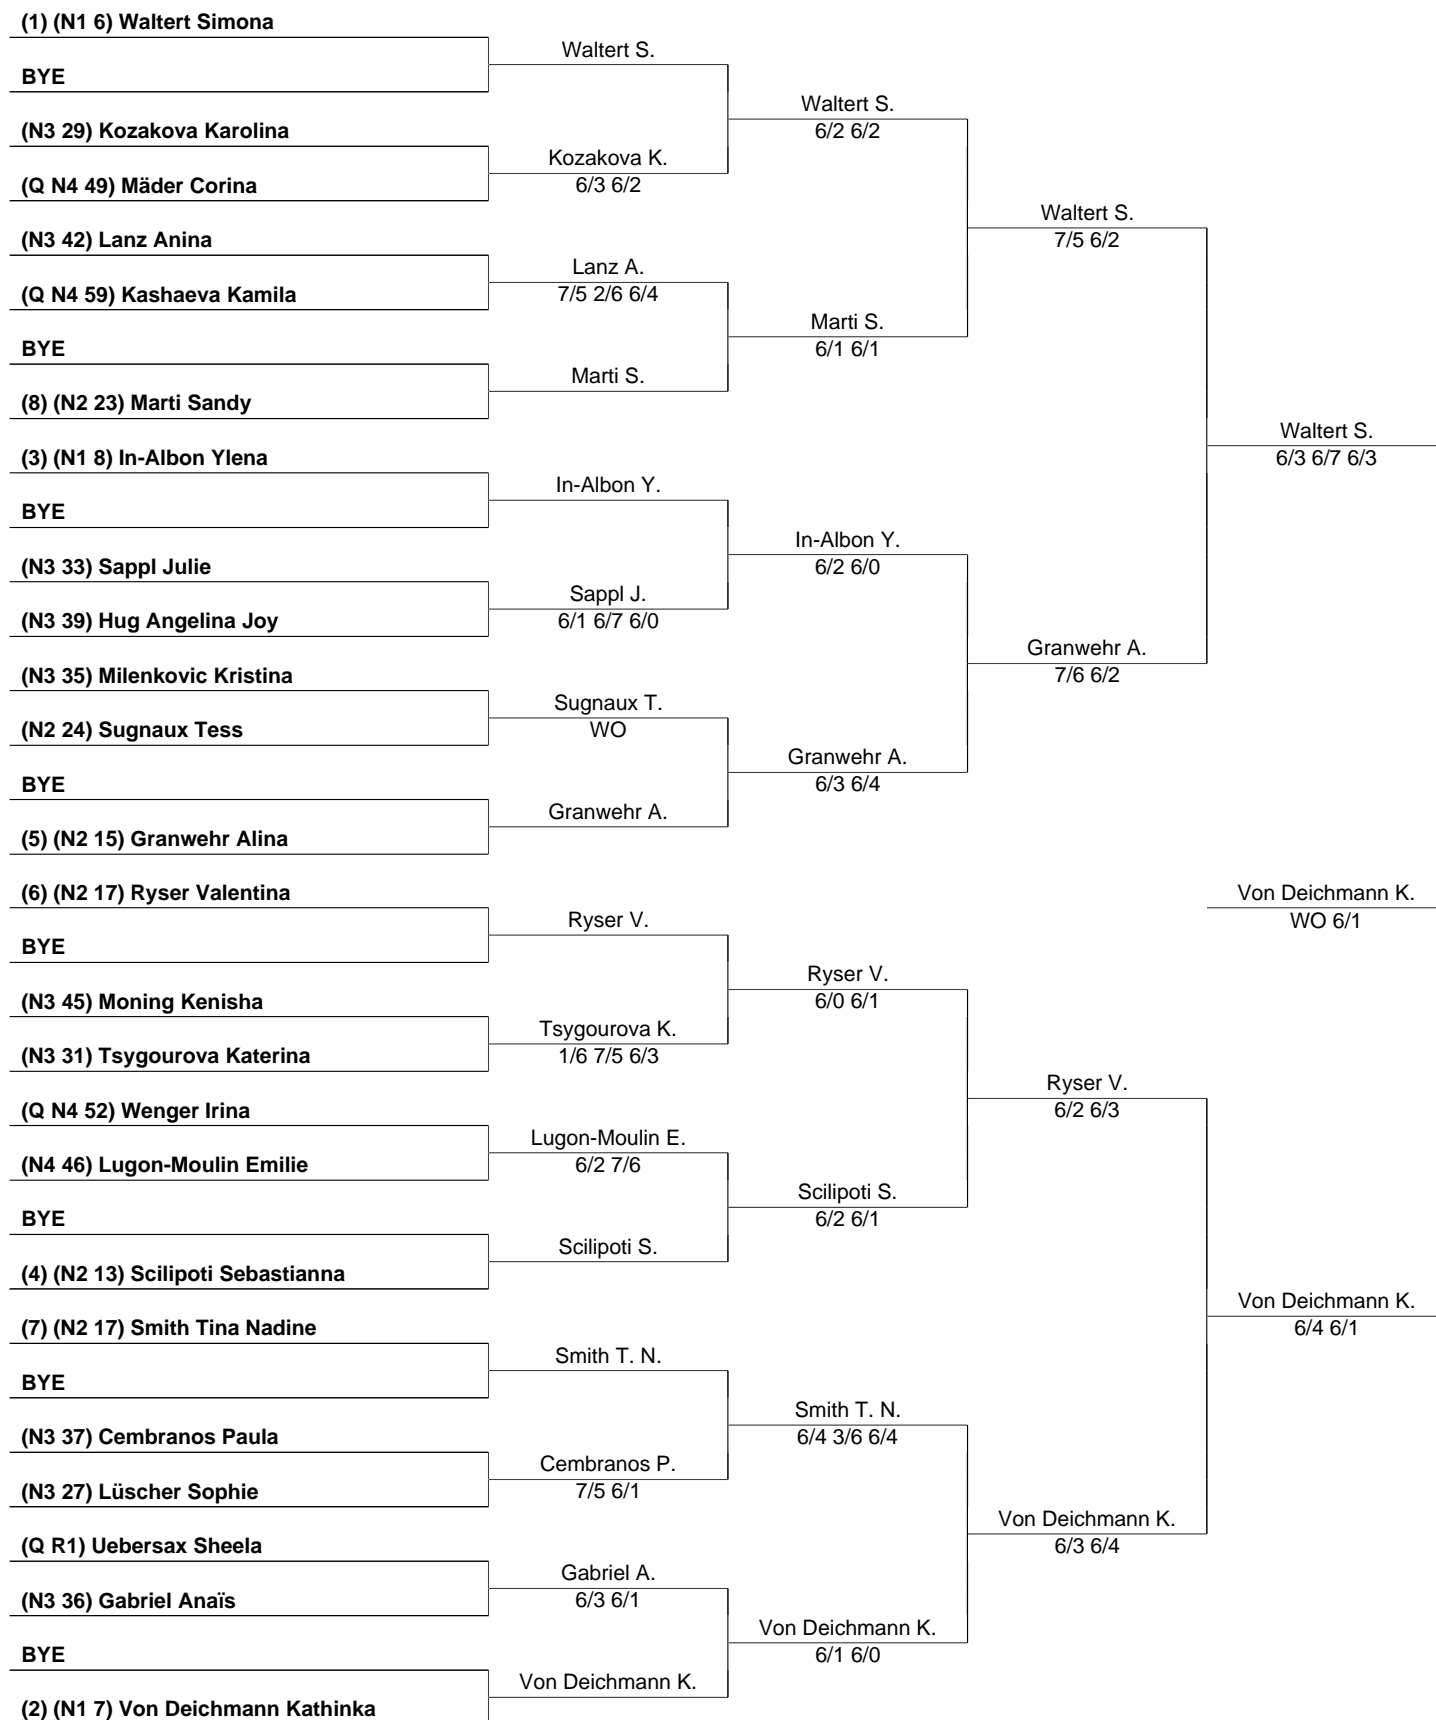 (1) (N1 6) Waltert Simona
Waltert S.
BYE
Waltert S.
6/2 6/2
(N3 29) Kozakova Karolina
Kozakova K.
6/3 6/2
(Q N4 49) Mäder Corina
Waltert S.
7/5 6/2
(N3 42) Lanz Anina
Lanz A.
7/5 2/6 6/4
(Q N4 59) Kashaeva Kamila
Marti S.
6/1 6/1
BYE
Marti S.
(8) (N2 23) Marti Sandy
Waltert S.
6/3 6/7 6/3
(3) (N1 8) In-Albon Ylena
In-Albon Y.
BYE
In-Albon Y.
6/2 6/0
(N3 33) Sappl Julie
Sappl J.
6/1 6/7 6/0
(N3 39) Hug Angelina Joy
Granwehr A.
7/6 6/2
(N3 35) Milenkovic Kristina
Sugnaux T.
WO
(N2 24) Sugnaux Tess
Granwehr A.
6/3 6/4
BYE
Granwehr A.
(5) (N2 15) Granwehr Alina
(6) (N2 17) Ryser Valentina
Von Deichmann K.
WO 6/1
Ryser V.
BYE
Ryser V.
6/0 6/1
(N3 45) Moning Kenisha
Tsygourova K.
1/6 7/5 6/3
(N3 31) Tsygourova Katerina
Ryser V.
6/2 6/3
(Q N4 52) Wenger Irina
Lugon-Moulin E.
6/2 7/6
(N4 46) Lugon-Moulin Emilie
Scilipoti S.
6/2 6/1
BYE
Scilipoti S.
(4) (N2 13) Scilipoti Sebastianna
Von Deichmann K.
6/4 6/1
(7) (N2 17) Smith Tina Nadine
Smith T. N.
BYE
Smith T. N.
6/4 3/6 6/4
(N3 37) Cembranos Paula
Cembranos P.
7/5 6/1
(N3 27) Lüscher Sophie
Von Deichmann K.
6/3 6/4
(Q R1) Uebersax Sheela
Gabriel A.
6/3 6/1
(N3 36) Gabriel Anaïs
Von Deichmann K.
6/1 6/0
BYE
Von Deichmann K.
(2) (N1 7) Von Deichmann Kathinka